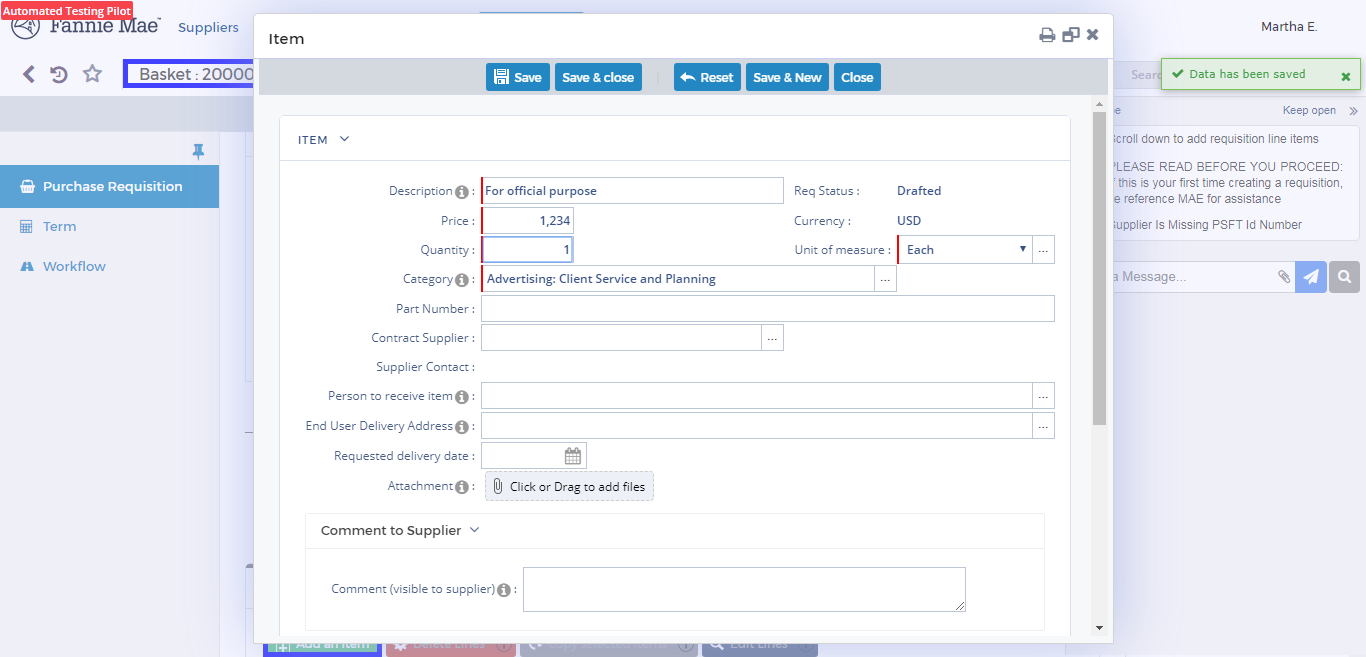 Automated Testing Pilot
Fannie Mae
Suppliers
Martha E.
Item
Basket : 20000
Save
Save & close
Reset
Save & New
Close
Data has been saved
Keep open
ITEM
Scroll down to add requisition line items
PLEASE READ BEFORE YOU PROCEED:
this is your first time creating a requisition,
reference MAE for assistance
Supplier Is Missing PSFT Id Number
a Message...
Purchase Requisition
Term
Workflow
Description : For official purpose
Req Status : Drafted
Price : 1,234
Currency : USD
Quantity : 1
Unit of measure : Each ...
Category : Advertising: Client Service and Planning ...
Part Number :
Contract Supplier : ...
Supplier Contact :
Person to receive item : ...
End User Delivery Address : ...
Requested delivery date :
Attachment : Click or Drag to add files
Comment to Supplier
Comment (visible to supplier) :
Add an item
Delete Lines
Copy selected items
Edit Lines